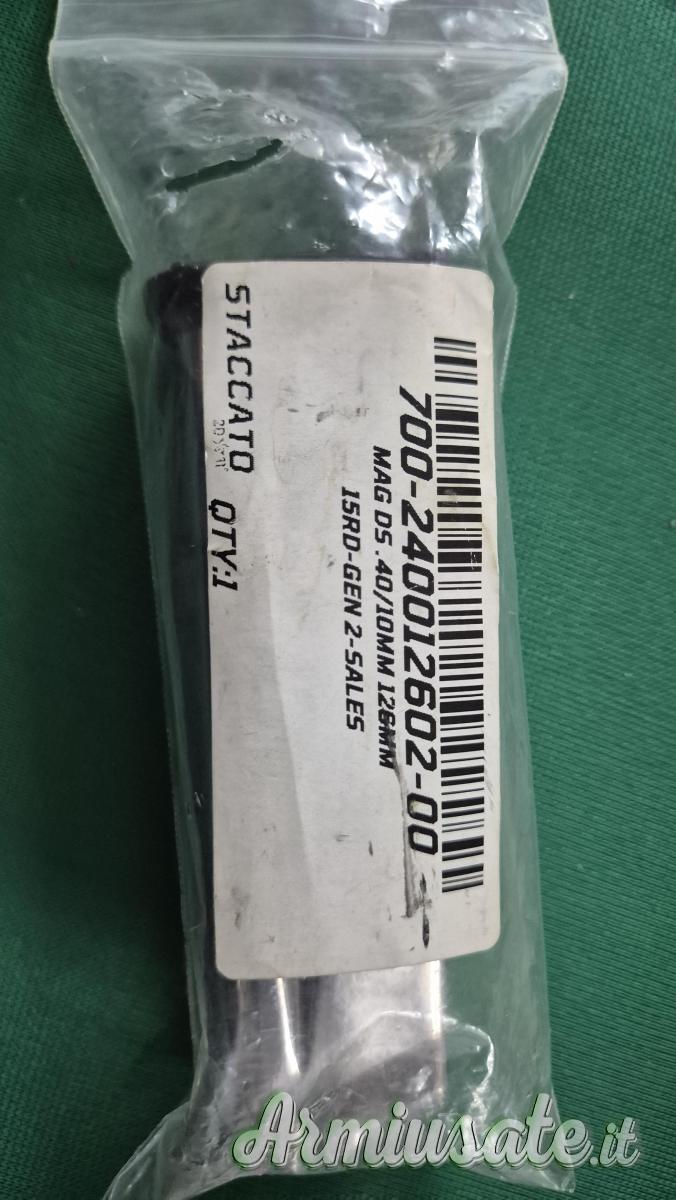 700-240012602-00
MAG DS .40/10MM 126MM
15RD-GEN 2-SALES
STACCATO QTY:1
Armiusate.it